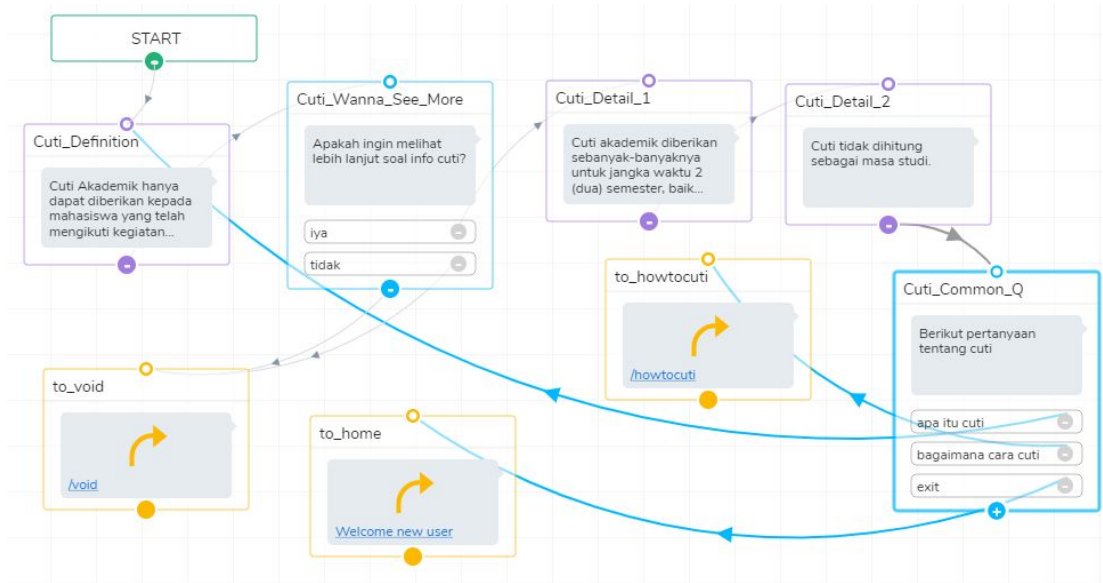 START
Cuti_Definition
Cuti Akademik hanya
dapat diberikan kepada
mahasiswa yang telah
mengikuti kegiatan...
Cuti_Wanna_See_More
Apakah ingin melihat
lebih lanjut soal info cuti?
iya
tidak
Cuti_Detail_1
Cuti akademik diberikan
sebanyak-banyaknya
untuk jangka waktu 2
(dua) semester, baik...
Cuti_Detail_2
Cuti tidak dihitung
sebagai masa studi.
to_howtocuti
/howtocuti
Cuti_Common_Q
Berikut pertanyaan
tentang cuti
apa itu cuti
bagaimana cara cuti
exit
to_void
/void
to_home
Welcome new user